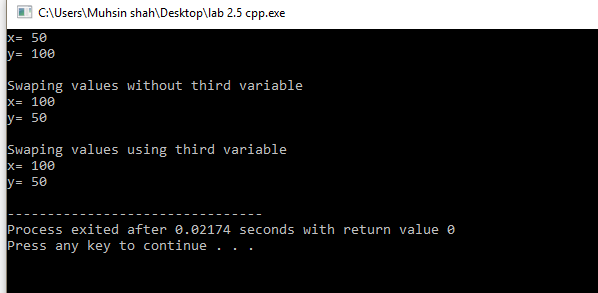 C:\Users\Muhsin shah\Desktop\lab 2.5 cpp.exe
x= 50
y= 100
Swaping values without third variable
x= 100
y= 50
Swaping values using third variable
x= 100
y= 50
--------------------------------
Process exited after 0.02174 seconds with return value 0
Press any key to continue . . .